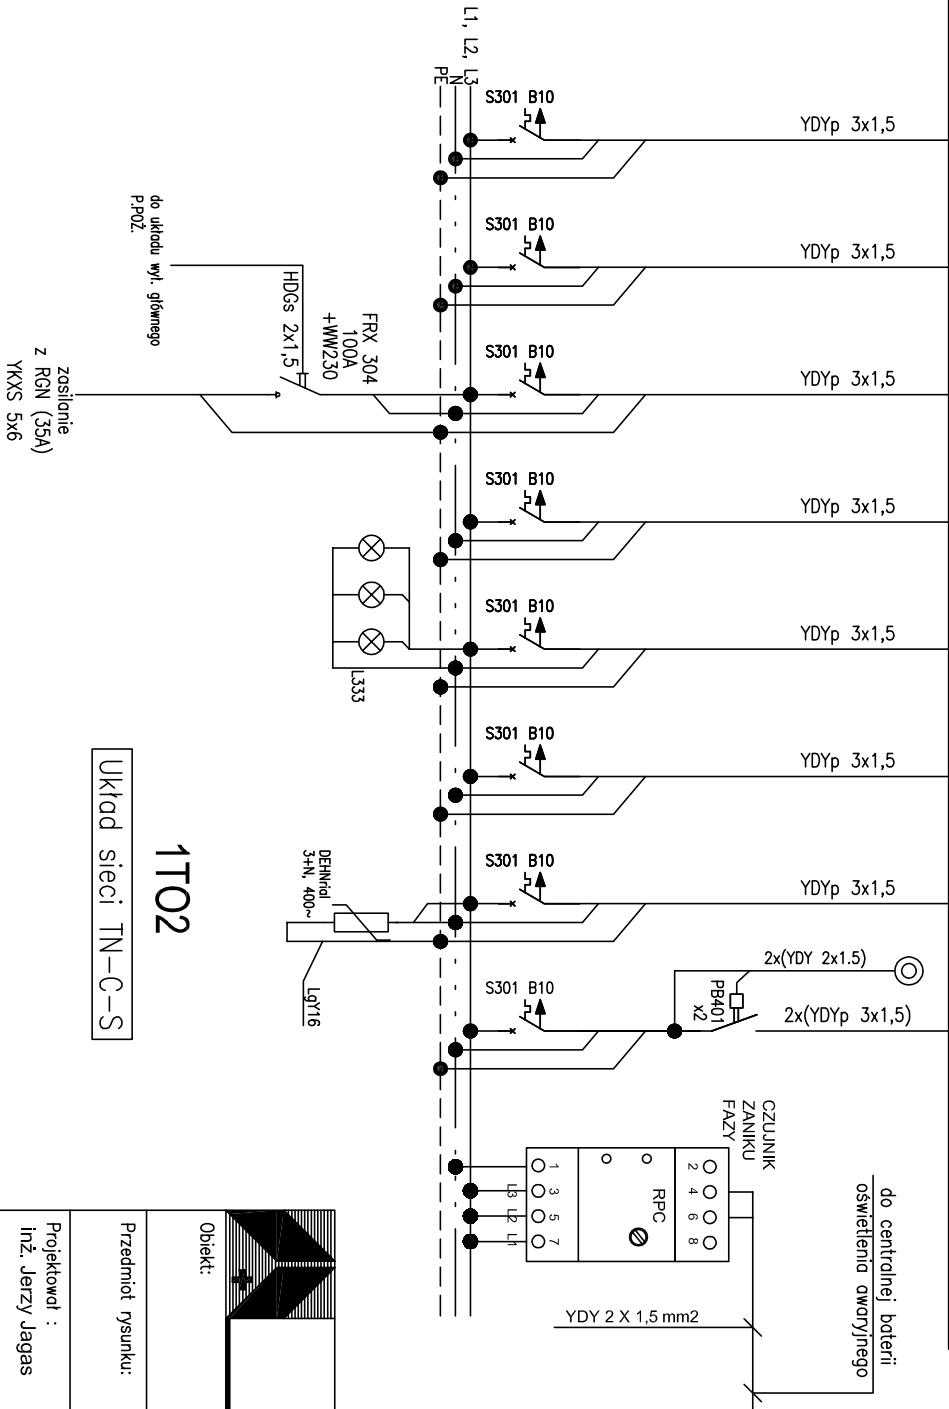 L1, L2, L3
N
PE
S301 B10
YDYp 3x1,5
S301 B10
YDYp 3x1,5
S301 B10
YDYp 3x1,5
S301 B10
YDYp 3x1,5
S301 B10
YDYp 3x1,5
S301 B10
YDYp 3x1,5
S301 B10
YDYp 3x1,5
S301 B10
2x(YDY 2x1.5)
PB401
x2
2x(YDYp 3x1,5)
do układu wył. głównego
P.POŻ.
HDGs 2x1,5
FRX 304
100A
+WW230
zasilanie
z RGN (35A)
YKXS 5x6
L333
DEHNrial
3+N, 400~
LgY16
1TO2
Układ sieci TN-C-S
CZUJNIK
ZANIKU
FAZY
RPC
2
4
6
8
1
3
5
7
L3
L2
L1
do centralnej baterii
oświetlenia awaryjnego
YDY 2 X 1,5 mm2
Obiekt:
Przedmiot rysunku:
Projektował :
inż. Jerzy Jagas